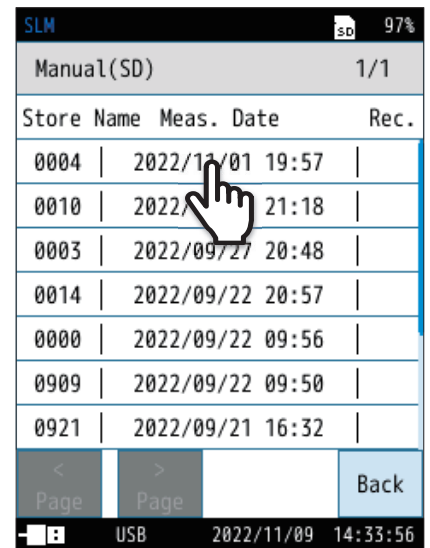 SLM SD 97%
Manual(SD) 1/1
Store Name Meas. Date Rec.
0004 2022/11/01 19:57
0010 2022/ 21:18
0003 2022/09/27 20:48
0014 2022/09/22 20:57
0000 2022/09/22 09:56
0909 2022/09/22 09:50
0921 2022/09/21 16:32
< Page > Page Back
USB 2022/11/09 14:33:56